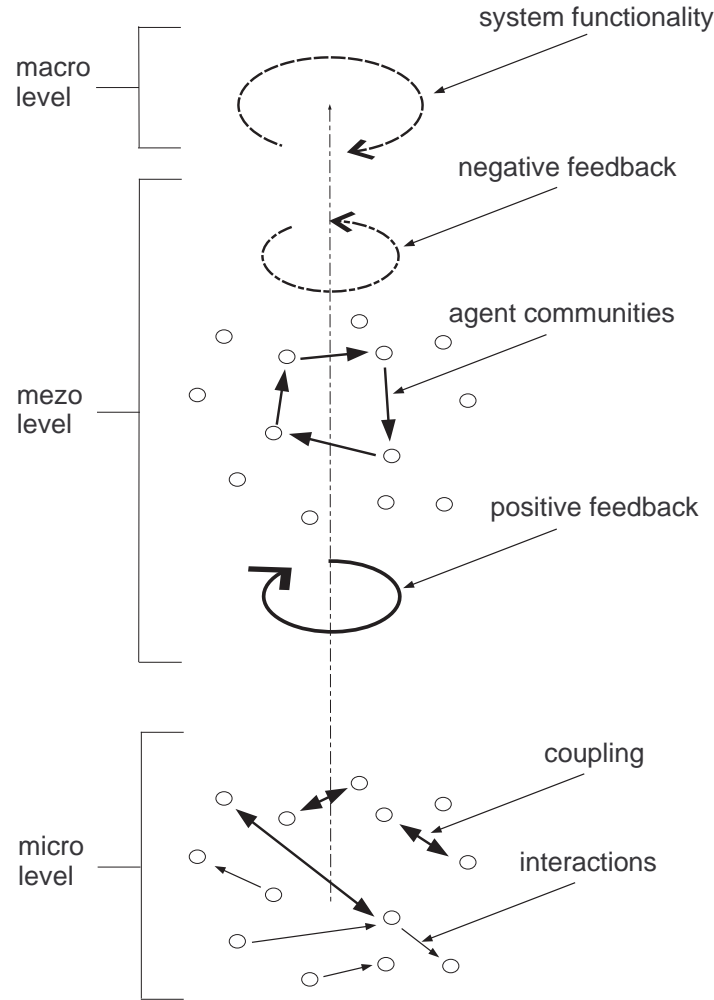 system functionality
macro
level
negative feedback
agent communities
mezo
level
positive feedback
coupling
micro
level
interactions